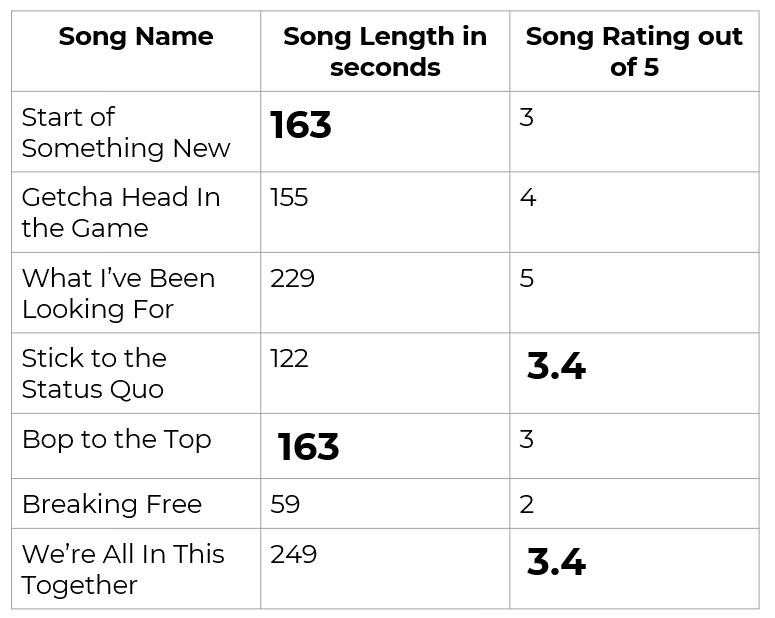 Song Name
Song Length in
seconds
Song Rating out
of 5
Start of
Something New
163
3
Getcha Head In
the Game
155
4
What I’ve Been
Looking For
229
5
Stick to the
Status Quo
122
3.4
Bop to the Top
163
3
Breaking Free
59
2
We’re All In This
Together
249
3.4